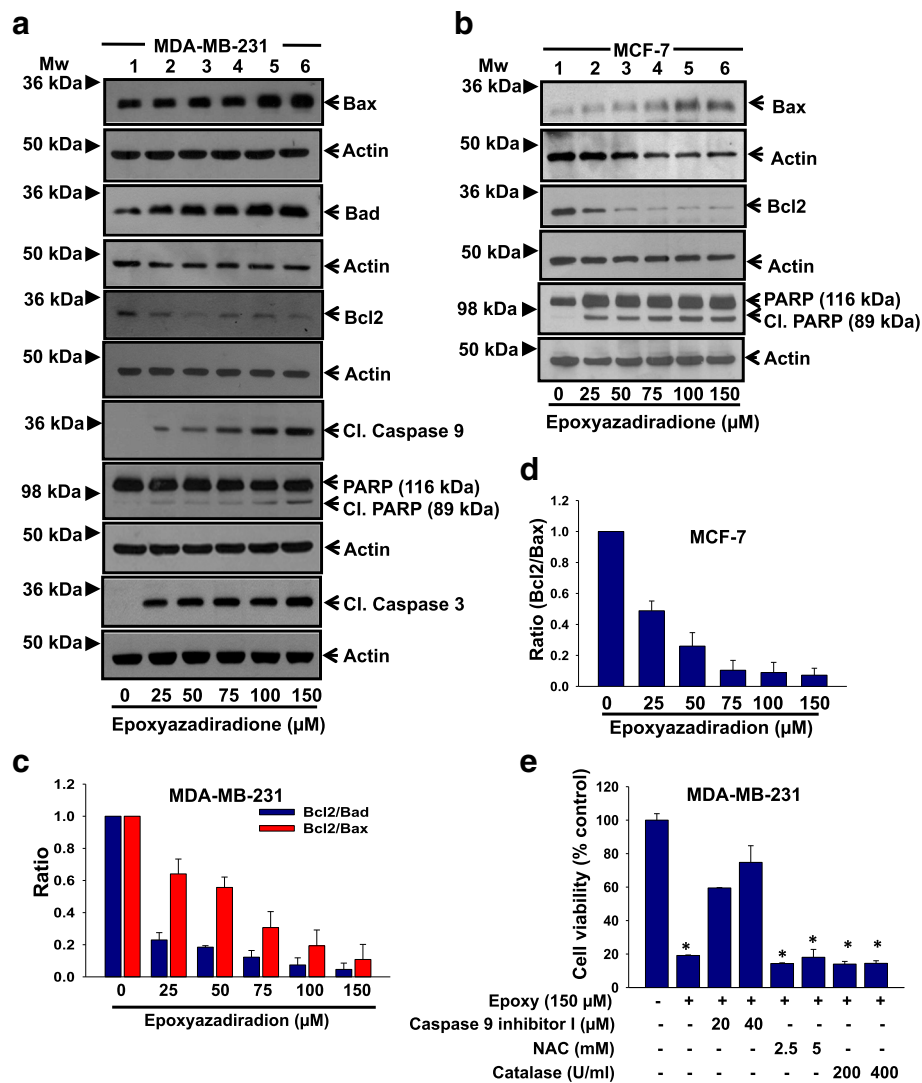 a
MDA-MB-231
Mw 1 2 3 4 5 6
36 kDa Bax
50 kDa Actin
36 kDa Bad
50 kDa Actin
36 kDa Bcl2
50 kDa Actin
36 kDa Cl. Caspase 9
PARP (116 kDa)
98 kDa
Cl. PARP (89 kDa)
50 kDa Actin
36 kDa Cl. Caspase 3
50 kDa Actin
0 25 50 75 100 150
Epoxyazadiradione (µM)
b
MCF-7
Mw 1 2 3 4 5 6
36 kDa Bax
50 kDa Actin
36 kDa Bcl2
50 kDa Actin
PARP (116 kDa)
98 kDa
Cl. PARP (89 kDa)
50 kDa Actin
0 25 50 75 100 150
Epoxyazadiradione (µM)
c
MDA-MB-231
Bcl2/Bad
Bcl2/Bax
Ratio
1.2
1.0
0.8
0.6
0.4
0.2
0.0
0 25 50 75 100 150
Epoxyazadiradion (µM)
d
MCF-7
Ratio (Bcl2/Bax)
1.2
1.0
0.8
0.6
0.4
0.2
0.0
0 25 50 75 100 150
Epoxyazadiradion (µM)
e
MDA-MB-231
Cell viability (% control)
120
100
80
60
40
20
0
* * * * *
Epoxy (150 µM) - + + + + + + +
Caspase 9 inhibitor I (µM) - - 20 40 - - - -
NAC (mM) - - - - 2.5 5 - -
Catalase (U/ml) - - - - - - 200 400